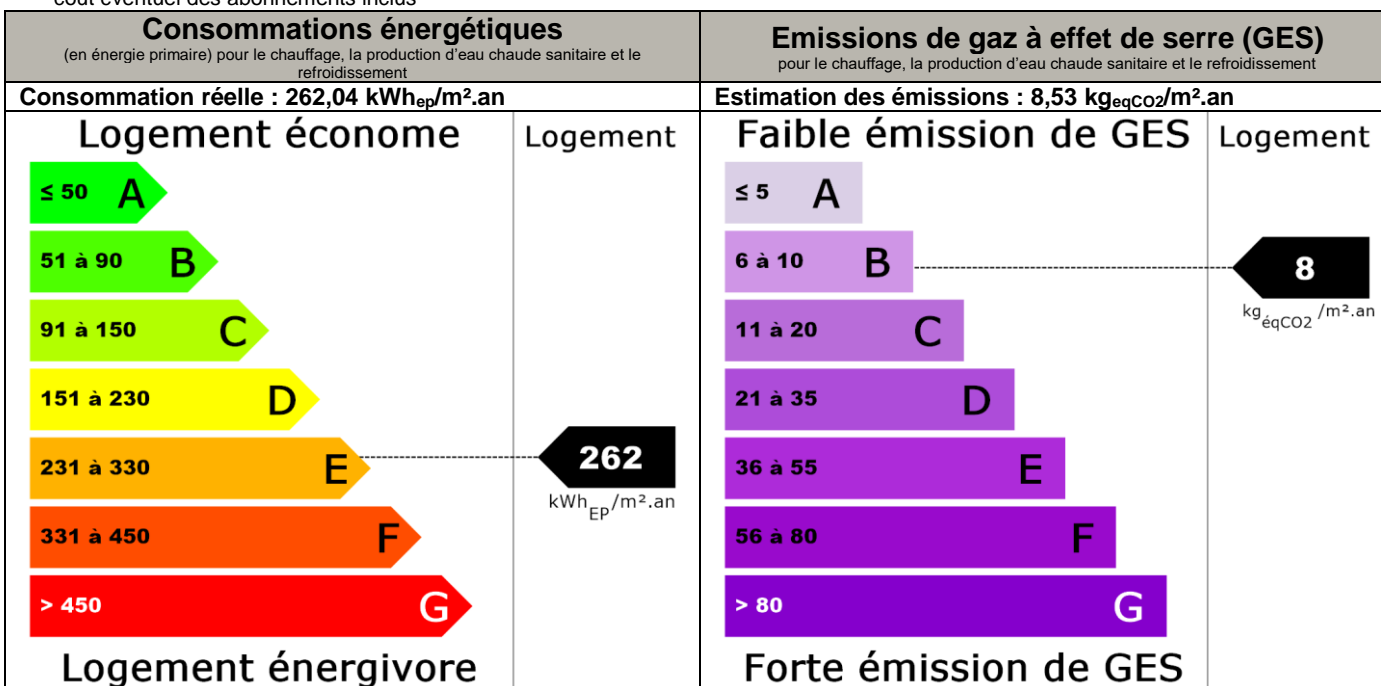 coût éventuel des abonnements inclus
Consommations énergétiques
(en énergie primaire) pour le chauffage, la production d'eau chaude sanitaire et le
refroidissement
Emissions de gaz à effet de serre (GES)
pour le chauffage, la production d'eau chaude sanitaire et le refroidissement
Consommation réelle : 262,04 kWhep/m².an
Estimation des émissions : 8,53 kgeqCO2/m².an
Logement économe
Logement
≤ 50 A
51 à 90 B
91 à 150 C
151 à 230 D
231 à 330 E
331 à 450 F
> 450 G
262
kWhEP/m².an
Logement énergivore
Faible émission de GES
Logement
≤ 5 A
6 à 10 B
11 à 20 C
21 à 35 D
36 à 55 E
56 à 80 F
> 80 G
8
kgéqCO2/m².an
Forte émission de GES